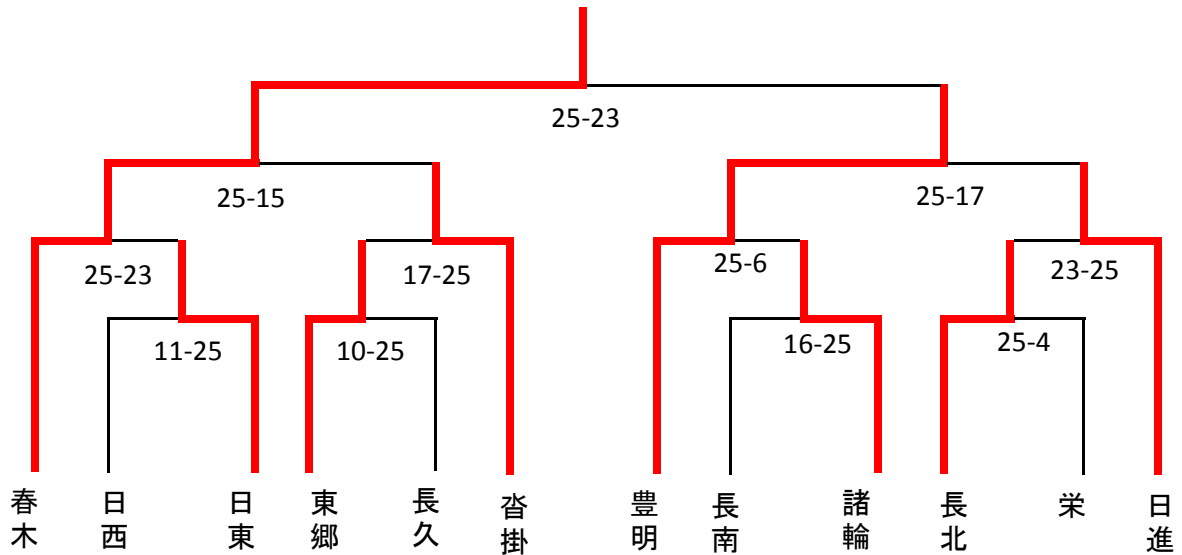 25-23
25-15
25-17
25-23
17-25
25-6
23-25
11-25
10-25
16-25
25-4
春木
日西
日東
東郷
長久
沓掛
豊明
長南
諸輪
長北
栄
日進